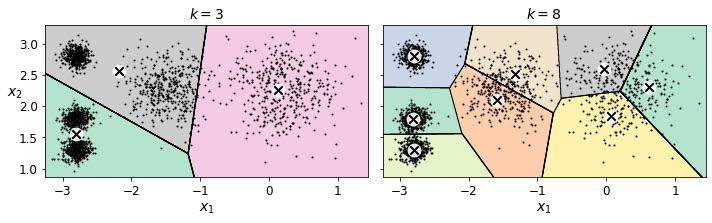 k = 3
k = 8
3.0
2.5
x₂ 2.0
1.5
1.0
−3 −2 −1 0 1
−3 −2 −1 0 1
x₁
x₁